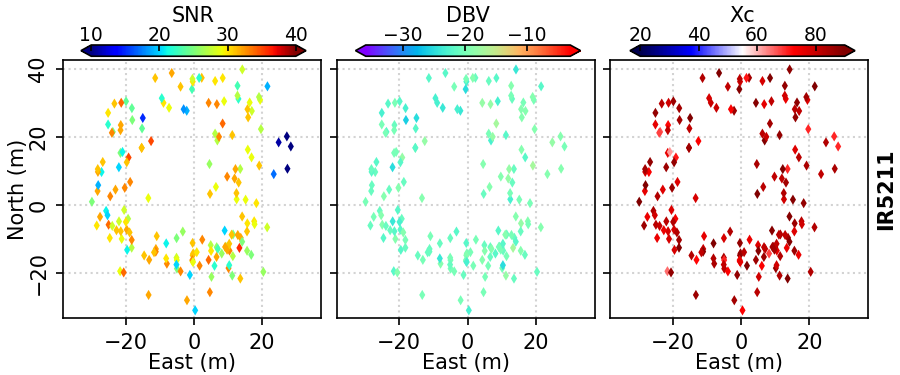 SNR DBV Xc
10 20 30 40 −30 −20 −10 20 40 60 80
40
20
0
−20
North (m)
IR5211
−20 0 20 −20 0 20 −20 0 20
East (m) East (m) East (m)